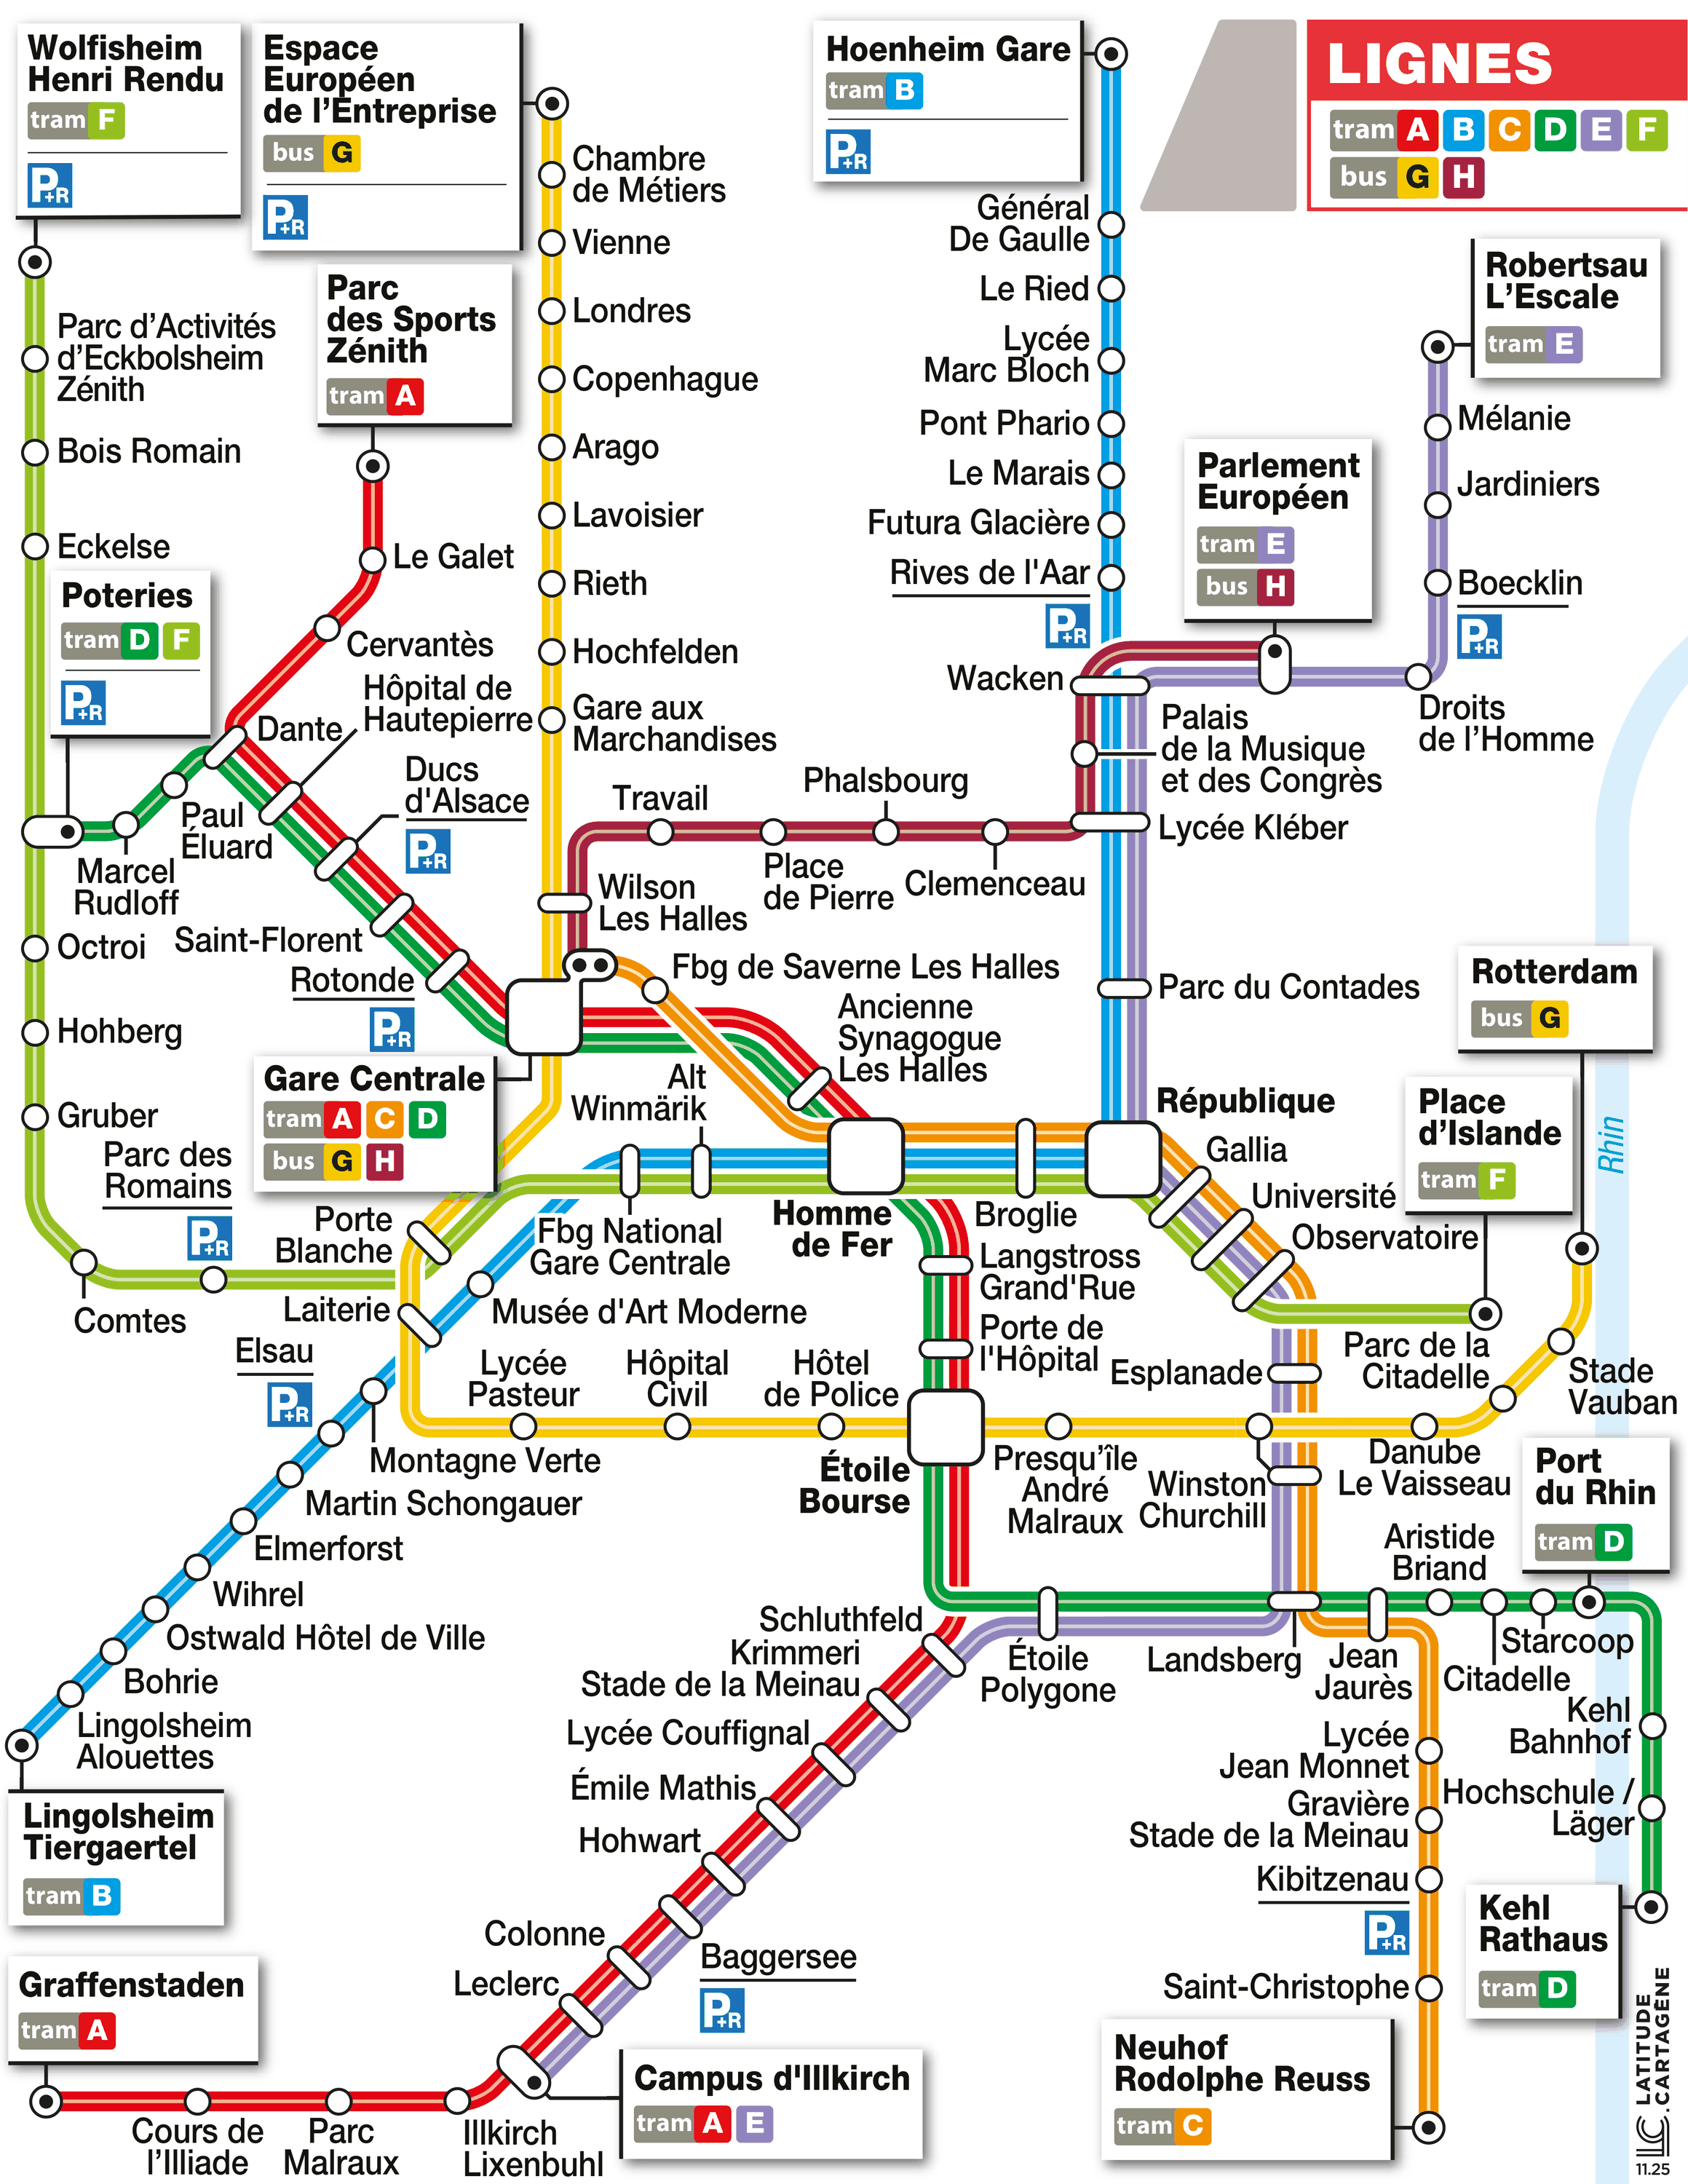 Wolfisheim
Henri Rendu
tram F
P+R
Espace
Européen
de l'Entreprise
bus G
P+R
Hoenheim Gare
tram B
P+R
LIGNES
tram A B C D E F
bus G H
Chambre
de Métiers
Vienne
Londres
Copenhague
Arago
Lavoisier
Rieth
Hochfelden
Gare aux
Marchandises
Parc
des Sports
Zénith
tram A
Parc d'Activités
d'Eckbolsheim
Zénith
Bois Romain
Eckelse
Le Galet
Cervantès
Poteries
tram D F
P+R
Dante
Hôpital de
Hautepierre
Ducs
d'Alsace
P+R
Paul
Éluard
Marcel
Rudloff
Octroi
Saint-Florent
Rotonde
P+R
Hohberg
Gruber
Parc des
Romains
P+R
Comtes
Général
De Gaulle
Le Ried
Lycée
Marc Bloch
Pont Phario
Le Marais
Futura Glacière
Rives de l'Aar
P+R
Robertsau
L'Escale
tram E
Mélanie
Jardiniers
Boecklin
P+R
Parlement
Européen
tram E
bus H
Wacken
Droits
de l'Homme
Palais
de la Musique
et des Congrès
Phalsbourg
Travail
Place
de Pierre
Clemenceau
Lycée Kléber
Wilson
Les Halles
Fbg de Saverne Les Halles
Parc du Contades
Ancienne
Synagogue
Les Halles
Gare Centrale
tram A C D
bus G H
Alt
Winmärik
République
Gallia
Université
Observatoire
Rotterdam
bus G
Place
d'Islande
tram F
Rhin
Porte
Blanche
Fbg National
Gare Centrale
Homme
de Fer
Broglie
Langstross
Grand'Rue
Laiterie
Musée d'Art Moderne
Porte de
l'Hôpital
Esplanade
Parc de la
Citadelle
Stade
Vauban
Elsau
P+R
Lycée
Pasteur
Hôpital
Civil
Hôtel
de Police
Étoile
Bourse
Presqu'île
André
Malraux
Winston
Churchill
Danube
Le Vaisseau
Port
du Rhin
tram D
Montagne Verte
Martin Schongauer
Elmerforst
Wihrel
Ostwald Hôtel de Ville
Bohrie
Lingolsheim
Alouettes
Lingolsheim
Tiergaertel
tram B
Aristide
Briand
Schluthfeld
Krimmeri
Stade de la Meinau
Lycée Couffignal
Émile Mathis
Hohwart
Étoile
Polygone
Landsberg
Jean
Jaurès
Starcoop
Citadelle
Kehl
Bahnhof
Hochschule /
Läger
Lycée
Jean Monnet
Gravière
Stade de la Meinau
Kibitzenau
P+R
Saint-Christophe
Kehl
Rathaus
tram D
Colonne
Baggersee
P+R
Leclerc
Graffenstaden
tram A
Cours de
l'Illiade
Parc
Malraux
Illkirch
Lixenbuhl
Campus d'Illkirch
tram A E
Neuhof
Rodolphe Reuss
tram C
LATITUDE
CARTAGÈNE
LC
11.25